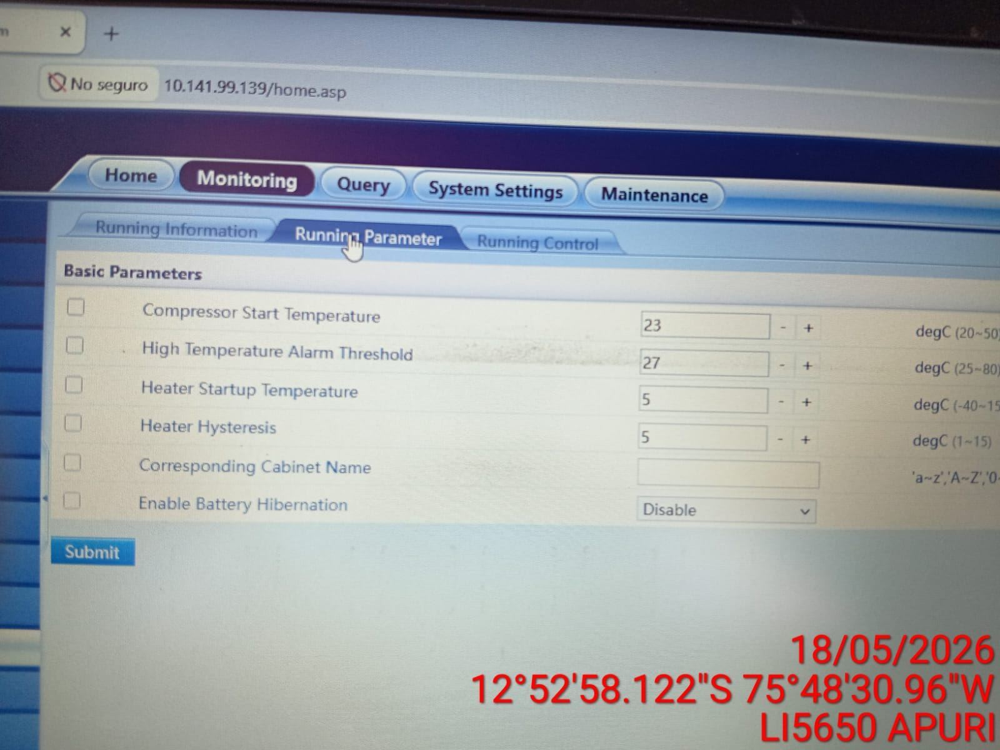 No seguro 10.141.99.139/home.asp
Home Monitoring Query System Settings Maintenance
Running Information Running Parameter Running Control
Basic Parameters
Compressor Start Temperature 23 - + degC (20~50)
High Temperature Alarm Threshold 27 - + degC (25~80)
Heater Startup Temperature 5 - + degC (-40~15
Heater Hysteresis 5 - + degC (1~15)
Corresponding Cabinet Name 'a~z','A~Z','0
Enable Battery Hibernation Disable
Submit
18/05/2026
12°52'58.122"S 75°48'30.96"W
LI5650 APURI